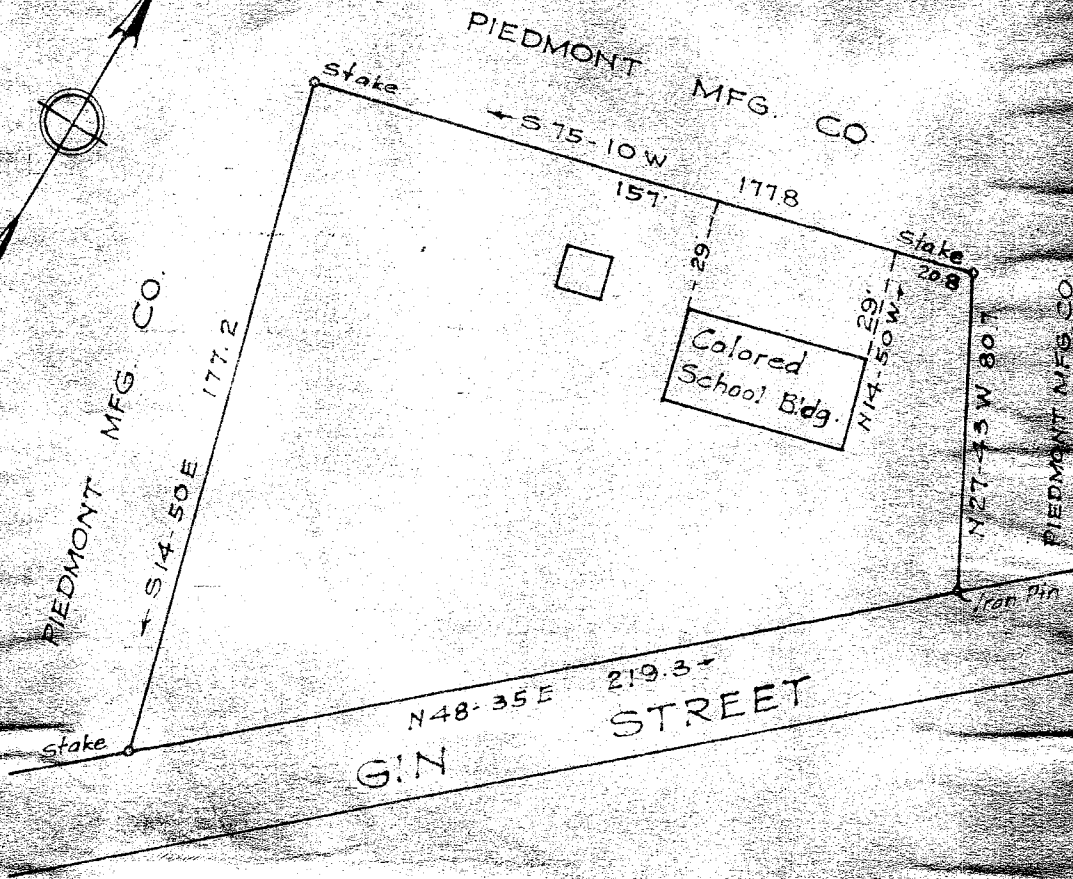 PIEDMONT MFG. CO.
Stake
← S 75-10 W
157'
177.8
Stake
20.8
29
29'
N 14-50 W →
Colored
School B'dg.
PIEDMONT MFG. CO.
177.2
← S 14-50 E
N 27-43 W 80.7
PIEDMONT MFG CO.
Iron Pin
N 48-35 E 219.3 →
Stake
GIN STREET